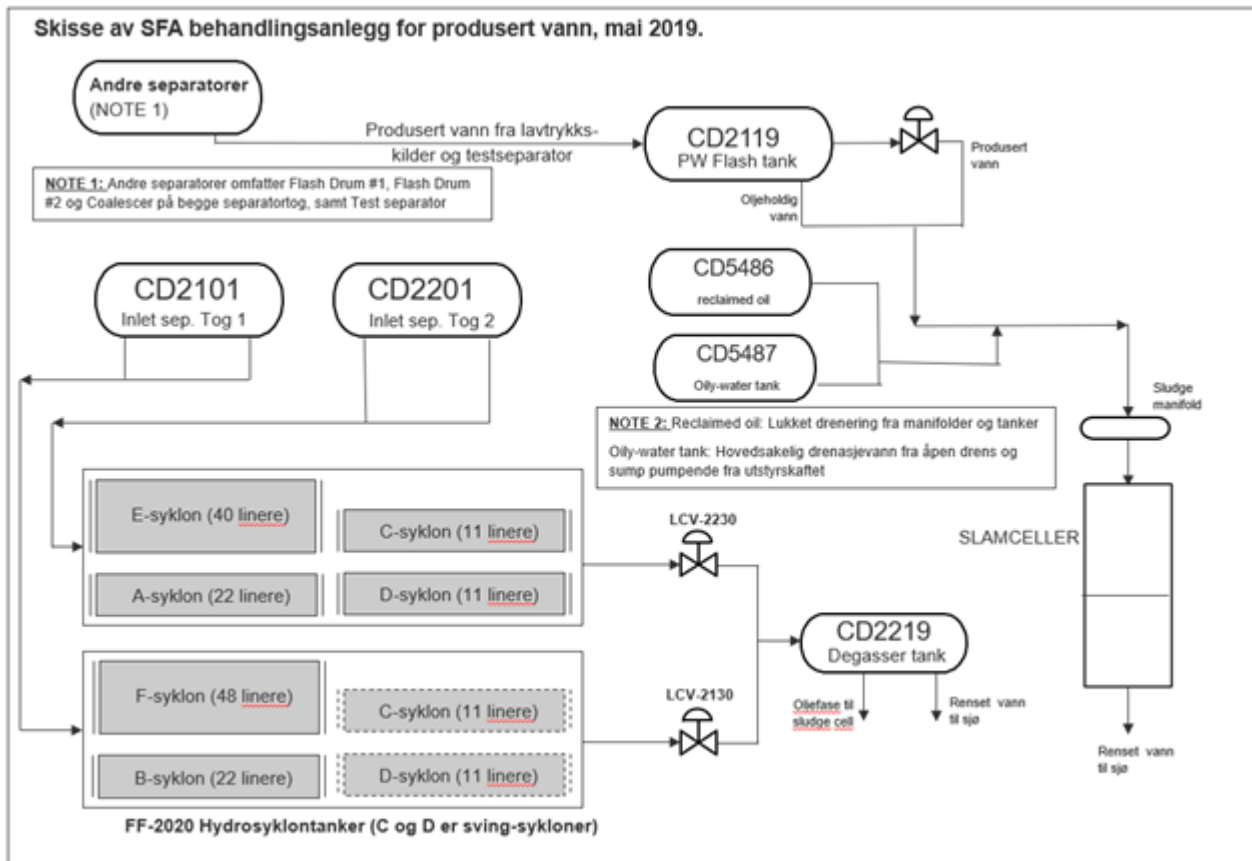 Skisse av SFA behandlingsanlegg for produsert vann, mai 2019.
Andre separatorer
(NOTE 1)
Produsert vann fra lavtrykks-
kilder og testseparator
CD2119
PW Flash tank
Produsert
vann
Oljeholdig
vann
NOTE 1: Andre separatorer omfatter Flash Drum #1, Flash Drum
#2 og Coalescer på begge separatortog, samt Test separator
CD2101
Inlet sep. Tog 1
CD2201
Inlet sep. Tog 2
CD5486
reclaimed oil
CD5487
Oily-water tank
Sludge
manifold
NOTE 2: Reclaimed oil: Lukket drenering fra manifolder og tanker
Oily-water tank: Hovedsakelig drenasjevann fra åpen drens og
sump pumpende fra utstyrskaftet
E-syklon (40 linere)
C-syklon (11 linere)
A-syklon (22 linere)
D-syklon (11 linere)
LCV-2230
SLAMCELLER
CD2219
Degasser tank
F-syklon (48 linere)
C-syklon (11 linere)
B-syklon (22 linere)
D-syklon (11 linere)
LCV-2130
Oliefase til
sludge cell
Renset vann
til sjø
Renset vann
til sjø
FF-2020 Hydrosyklontanker (C og D er sving-sykloner)